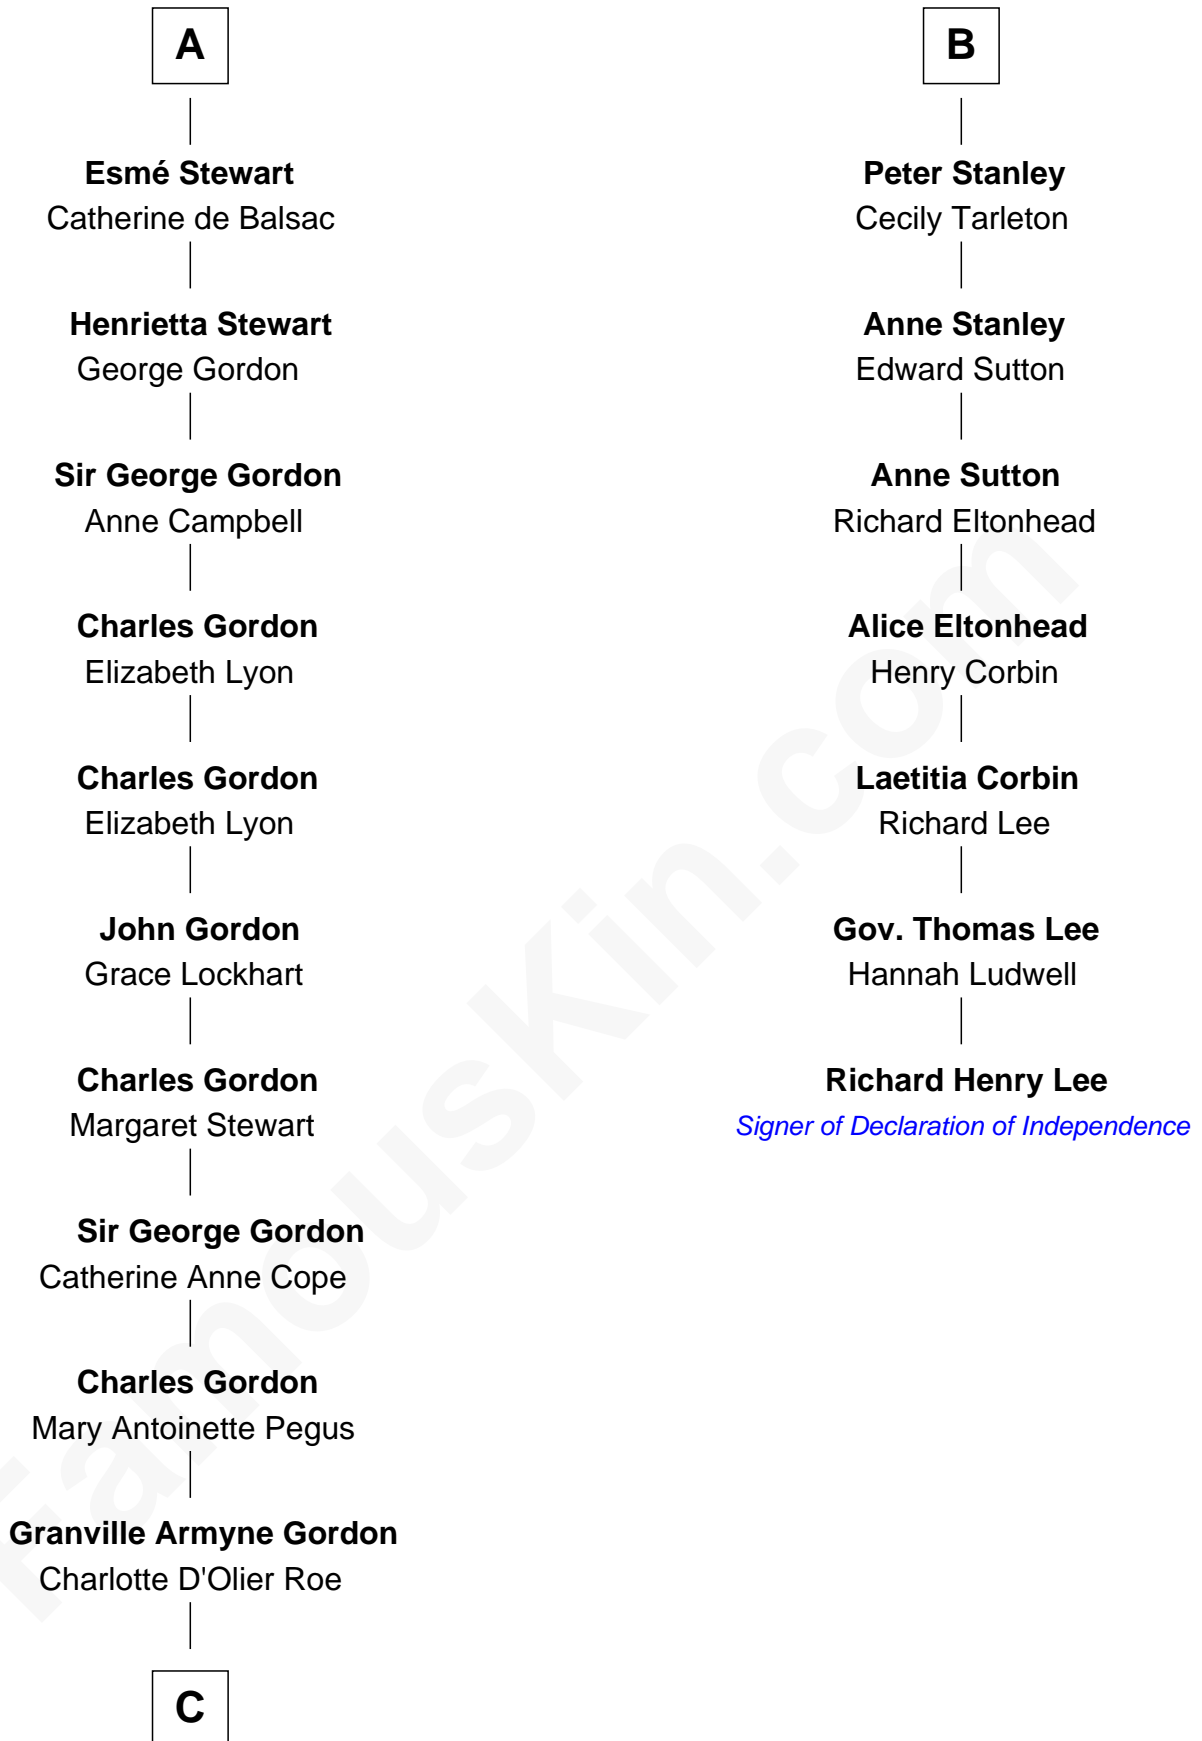 A
Esmé Stewart
Catherine de Balsac
Henrietta Stewart
George Gordon
Sir George Gordon
Anne Campbell
Charles Gordon
Elizabeth Lyon
Charles Gordon
Elizabeth Lyon
John Gordon
Grace Lockhart
Charles Gordon
Margaret Stewart
Sir George Gordon
Catherine Anne Cope
Charles Gordon
Mary Antoinette Pegus
Granville Armyne Gordon
Charlotte D'Olier Roe
C
B
Peter Stanley
Cecily Tarleton
Anne Stanley
Edward Sutton
Anne Sutton
Richard Eltonhead
Alice Eltonhead
Henry Corbin
Laetitia Corbin
Richard Lee
Gov. Thomas Lee
Hannah Ludwell
Richard Henry Lee
Signer of Declaration of Independence
FamousKin.com